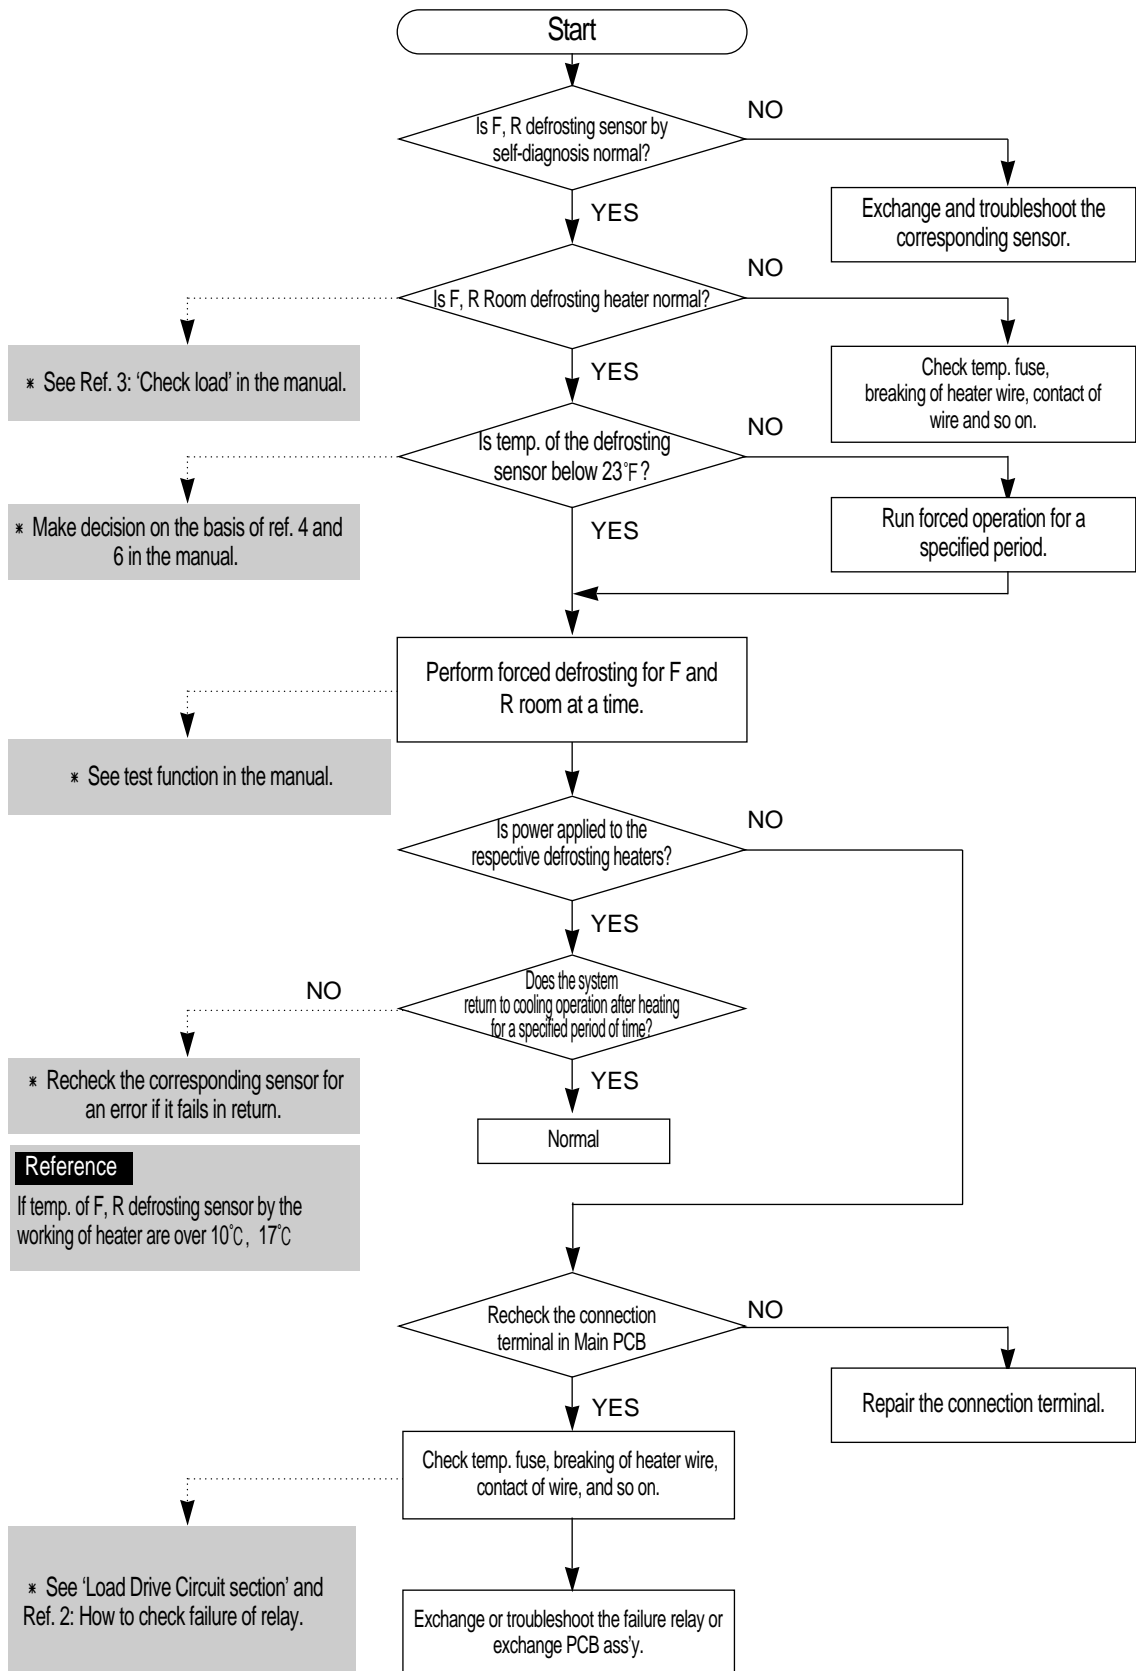 Start
Is F, R defrosting sensor by
self-diagnosis normal?
NO
YES
Exchange and troubleshoot the
corresponding sensor.
Is F, R Room defrosting heater normal?
NO
YES
* See Ref. 3: ‘Check load’ in the manual.
Check temp. fuse,
breaking of heater wire, contact of
wire and so on.
Is temp. of the defrosting
sensor below 23°F?
NO
YES
* Make decision on the basis of ref. 4 and
6 in the manual.
Run forced operation for a
specified period.
Perform forced defrosting for F and
R room at a time.
* See test function in the manual.
Is power applied to the
respective defrosting heaters?
NO
YES
Does the system
return to cooling operation after heating
for a specified period of time?
NO
YES
* Recheck the corresponding sensor for
an error if it fails in return.
Normal
Reference
If temp. of F, R defrosting sensor by the
working of heater are over 10°C, 17°C
Recheck the connection
terminal in Main PCB
NO
YES
Repair the connection terminal.
Check temp. fuse, breaking of heater wire,
contact of wire, and so on.
* See ‘Load Drive Circuit section’ and
Ref. 2: How to check failure of relay.
Exchange or troubleshoot the failure relay or
exchange PCB ass’y.